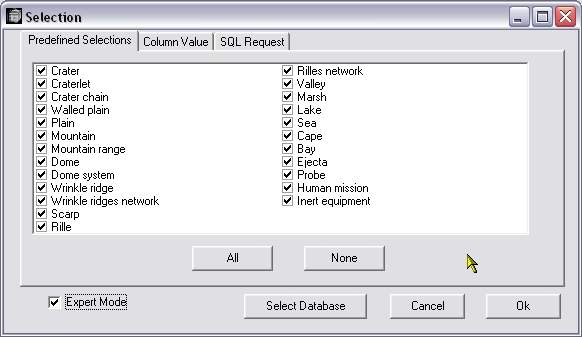 Selection
Predefined Selections
Column Value
SQL Request
Crater
Craterlet
Crater chain
Walled plain
Plain
Mountain
Mountain range
Dome
Dome system
Wrinkle ridge
Wrinkle ridges network
Scarp
Rille
Rilles network
Valley
Marsh
Lake
Sea
Cape
Bay
Ejecta
Probe
Human mission
Inert equipment
All
None
Expert Mode
Select Database
Cancel
Ok